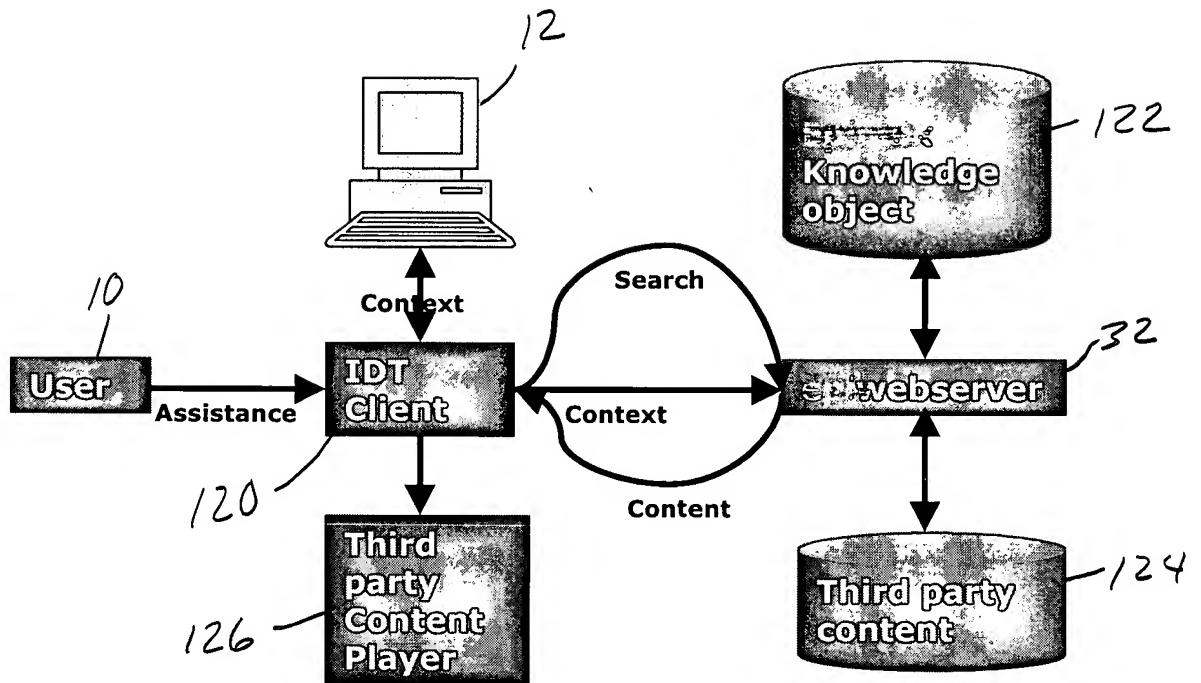 12
122
Knowledge
object
Search
10
Context
32
User
IDT
Client
webserver
Assistance
Context
120
Content
Third
party
Content
Player
124
Third party
content
126